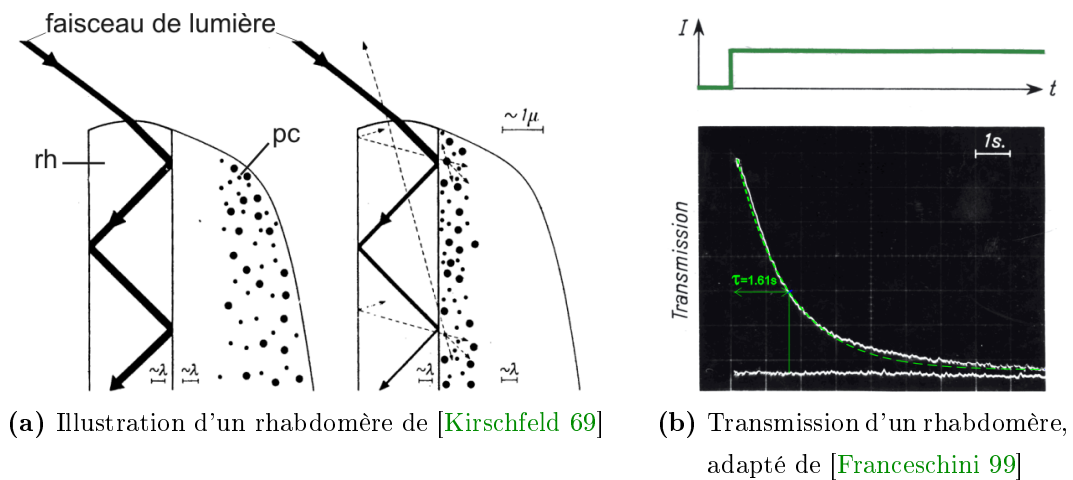 faisceau de lumière
rh
pc
~1μ
~λ
~λ
~λ
(a) Illustration d'un rhabdomère de [Kirschfeld 69]
I
t
1s.
Transmission
τ=1.61s
(b) Transmission d'un rhabdomère,
adapté de [Franceschini 99]